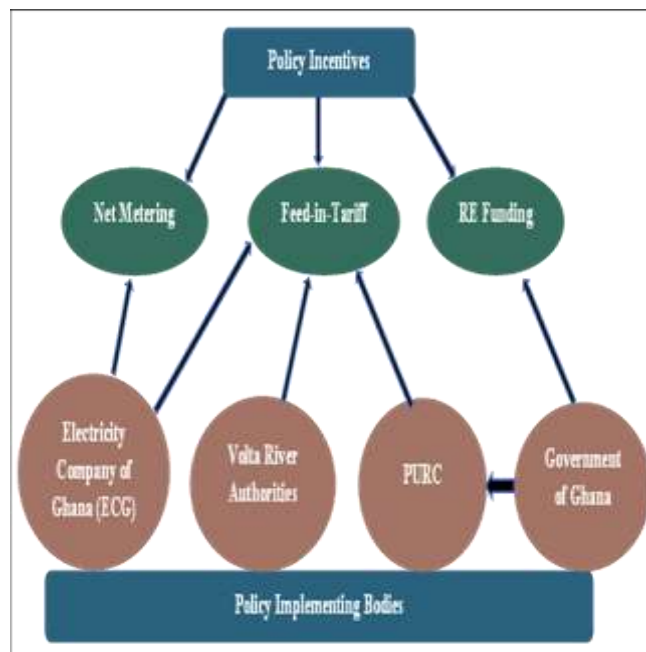 Policy Incentives
Net Metering
Feed-in-Tariff
RE Funding
Electricity
Company of
Ghana (ECG)
Volta River
Authorities
PURC
Government
of Ghana
Policy Implementing Bodies